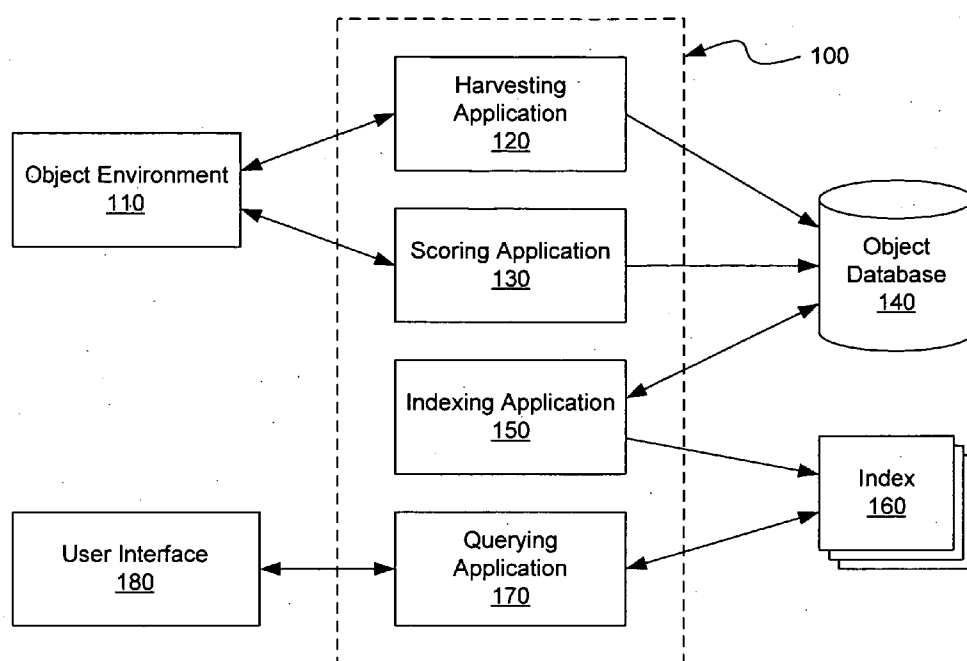 100
Harvesting
Application
120
Object Environment
110
Scoring Application
130
Object
Database
140
Indexing Application
150
Index
160
User Interface
180
Querying
Application
170